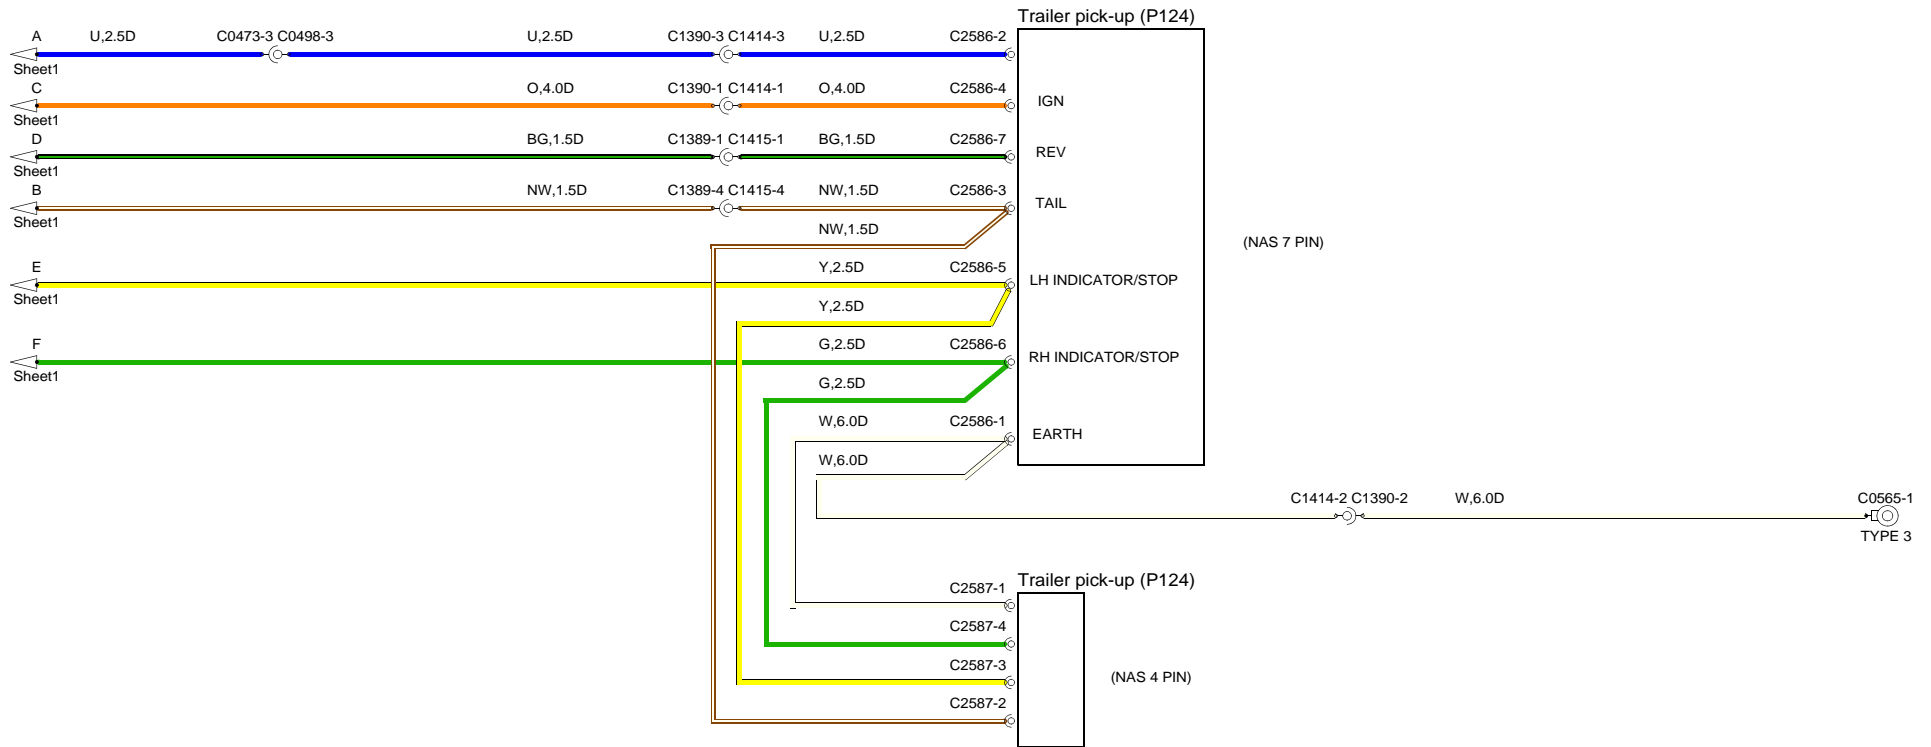 Trailer pick-up (P124)
A U,2.5D C0473-3 C0498-3 U,2.5D C1390-3 C1414-3 U,2.5D C2586-2
Sheet1
C O,4.0D C1390-1 C1414-1 O,4.0D C2586-4 IGN
Sheet1
D BG,1.5D C1389-1 C1415-1 BG,1.5D C2586-7 REV
Sheet1
B NW,1.5D C1389-4 C1415-4 NW,1.5D C2586-3 TAIL
Sheet1
NW,1.5D
(NAS 7 PIN)
E Y,2.5D C2586-5 LH INDICATOR/STOP
Sheet1
Y,2.5D
F G,2.5D C2586-6 RH INDICATOR/STOP
Sheet1
G,2.5D
W,6.0D C2586-1 EARTH
W,6.0D
C1414-2 C1390-2 W,6.0D C0565-1
TYPE 3
Trailer pick-up (P124)
C2587-1
C2587-4
C2587-3
(NAS 4 PIN)
C2587-2